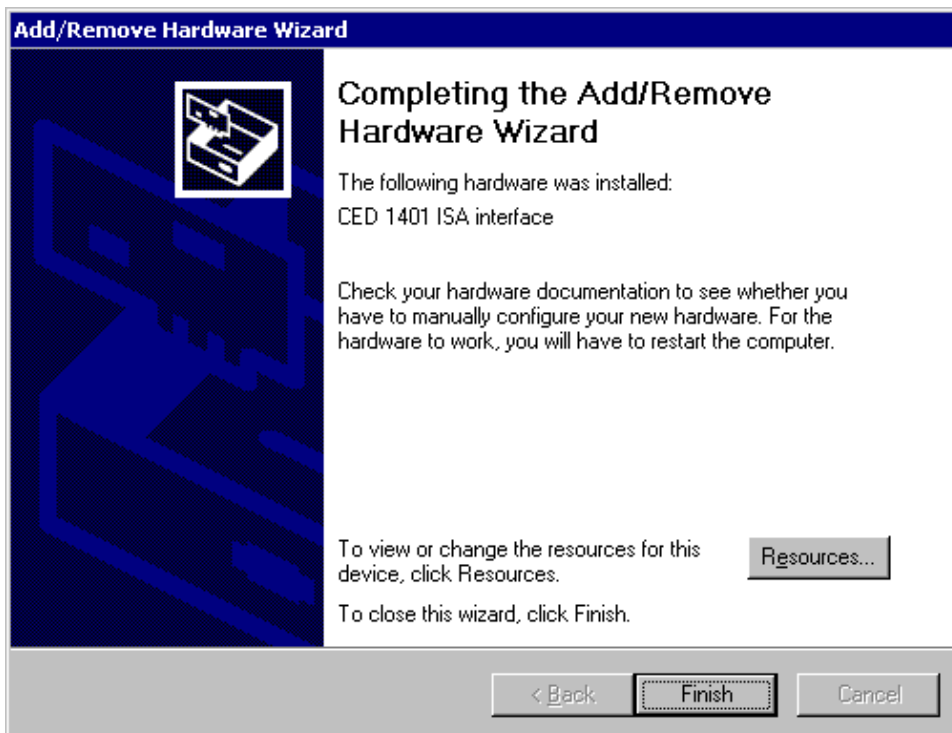 Add/Remove Hardware Wizard
Completing the Add/Remove
Hardware Wizard
The following hardware was installed:
CED 1401 ISA interface
Check your hardware documentation to see whether you
have to manually configure your new hardware. For the
hardware to work, you will have to restart the computer.
To view or change the resources for this
device, click Resources.
Resources...
To close this wizard, click Finish.
< Back
Finish
Cancel